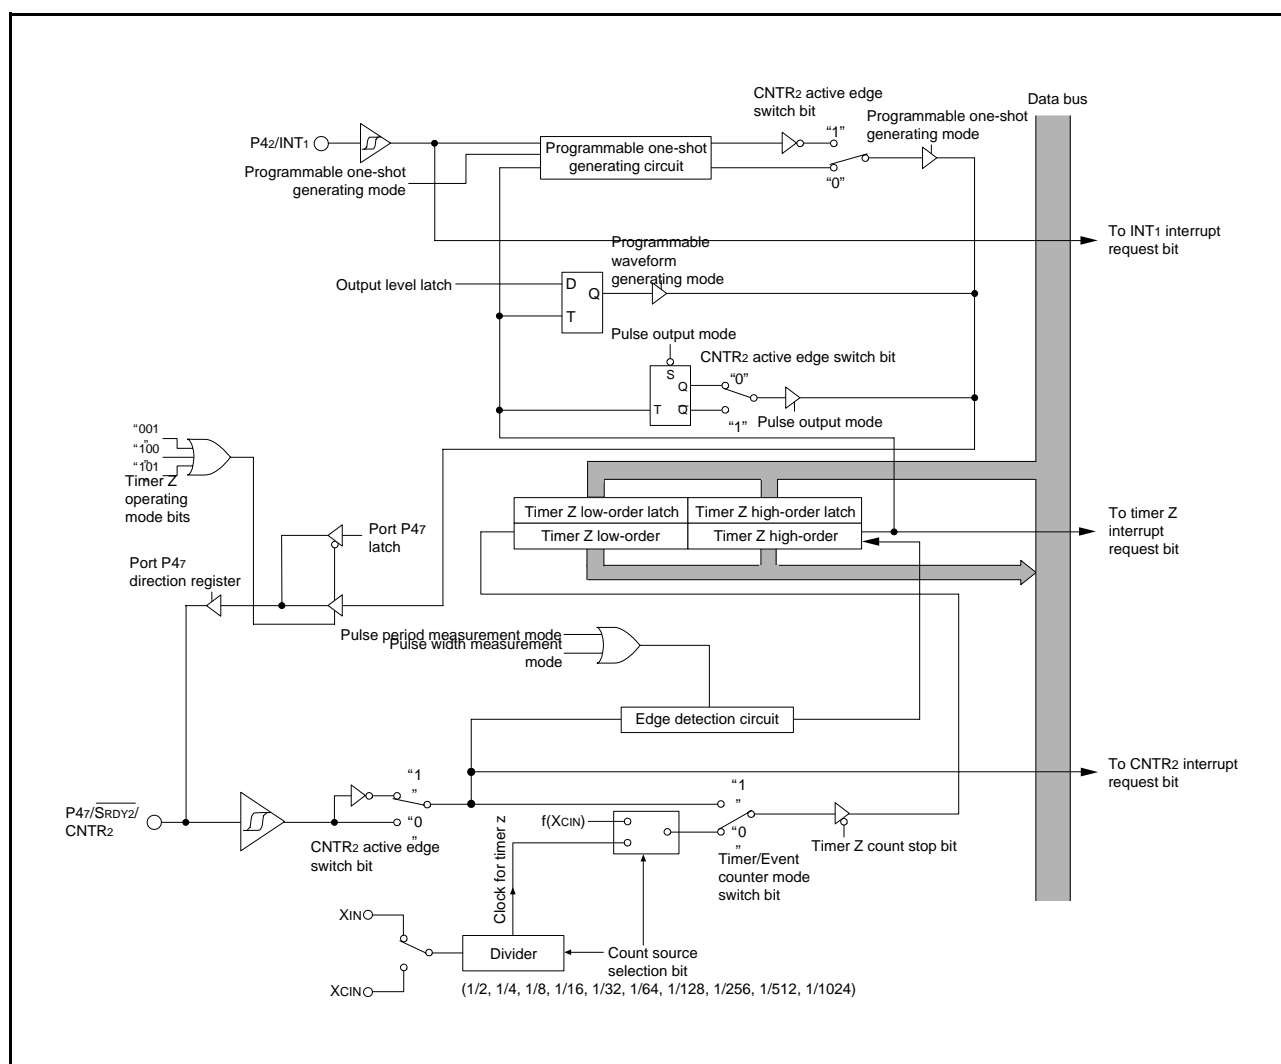 CNTR2 active edge
switch bit
Data bus
Programmable one-shot
generating mode
P42/INT1
"1"
Programmable one-shot
generating circuit
Programmable one-shot
generating mode
"0"
To INT1 interrupt
request bit
Programmable
waveform
generating mode
Output level latch
D
Q
T
Pulse output mode
CNTR2 active edge switch bit
S
Q
"0"
T
Q̅
"1"
Pulse output mode
"001
"
"100
"
"101
"
Timer Z
operating
mode bits
Timer Z low-order latch
Timer Z high-order latch
Timer Z low-order
Timer Z high-order
To timer Z
interrupt
request bit
Port P47
latch
Port P47
direction register
Pulse period measurement mode
Pulse width measurement
mode
Edge detection circuit
To CNTR2 interrupt
request bit
"1
"
"1
"
P47/S̅R̅D̅Y̅2̅/
CNTR2
"0
"
f(XCIN)
"0
"
CNTR2 active edge
switch bit
Clock for timer z
Timer/Event
counter mode
switch bit
Timer Z count stop bit
XIN
Divider
Count source
selection bit
XCIN
(1/2, 1/4, 1/8, 1/16, 1/32, 1/64, 1/128, 1/256, 1/512, 1/1024)